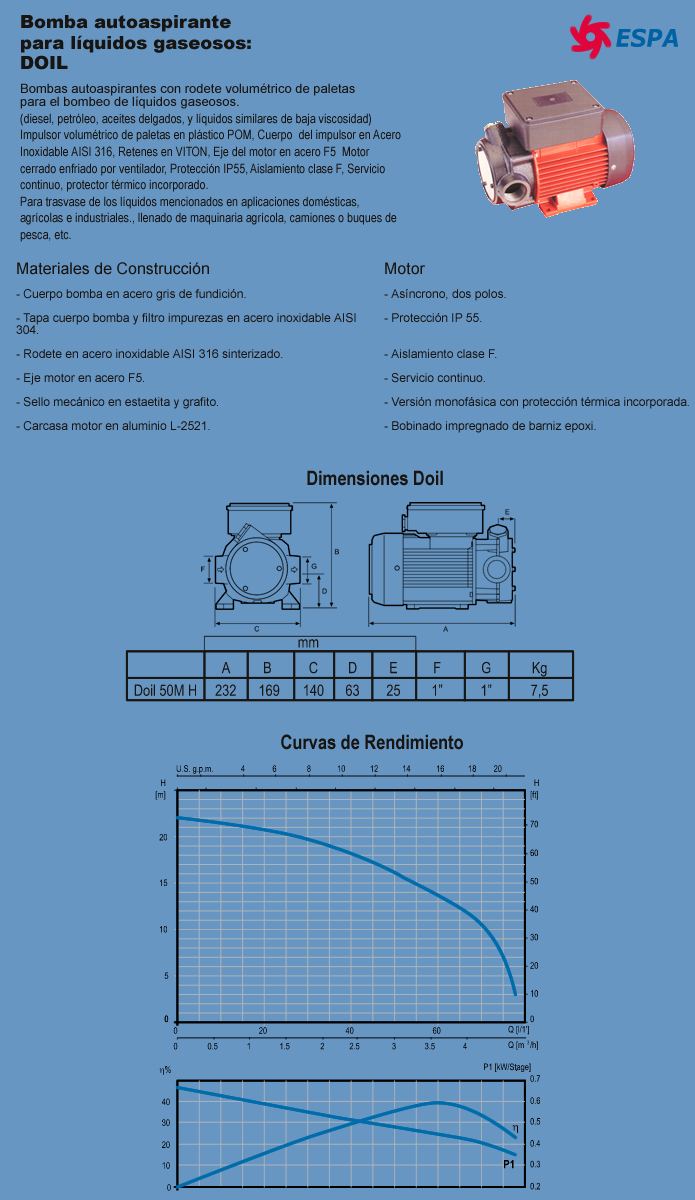 Bomba autoaspirante
para líquidos gaseosos:
DOIL
ESPA
Bombas autoaspirantes con rodete volumétrico de paletas
para el bombeo de líquidos gaseosos.
(diesel, petróleo, aceites delgados, y líquidos similares de baja viscosidad)
Impulsor volumétrico de paletas en plástico POM, Cuerpo del impulsor en Acero
Inoxidable AISI 316, Retenes en VITON, Eje del motor en acero F5 Motor
cerrado enfriado por ventilador, Protección IP55, Aislamiento clase F, Servicio
continuo, protector térmico incorporado.
Para trasvase de los líquidos mencionados en aplicaciones domésticas,
agrícolas e industriales., llenado de maquinaria agrícola, camiones o buques de
pesca, etc.
Materiales de Construcción
- Cuerpo bomba en acero gris de fundición.
- Tapa cuerpo bomba y filtro impurezas en acero inoxidable AISI
304.
- Rodete en acero inoxidable AISI 316 sinterizado.
- Eje motor en acero F5.
- Sello mecánico en estaetita y grafito.
- Carcasa motor en aluminio L-2521.
Motor
- Asíncrono, dos polos.
- Protección IP 55.
- Aislamiento clase F.
- Servicio continuo.
- Versión monofásica con protección térmica incorporada.
- Bobinado impregnado de barniz epoxi.
Dimensiones Doil
F G D B C
E A
mm
A B C D E F G Kg
Doil 50M H 232 169 140 63 25 1” 1” 7,5
Curvas de Rendimiento
U.S. g.p.m. 4 6 8 10 12 14 16 18 20
H H
[m] [ft]
70
20
60
15 50
40
10
30
20
5
10
0 0
0 20 40 60 Q [l/1']
0 0.5 1 1.5 2 2.5 3 3.5 4 Q [m ³/h]
η% P1 [kW/Stage]
0.7
40 0.6
30 0.5
η
20 0.4
10 P1 0.3
0 0.2